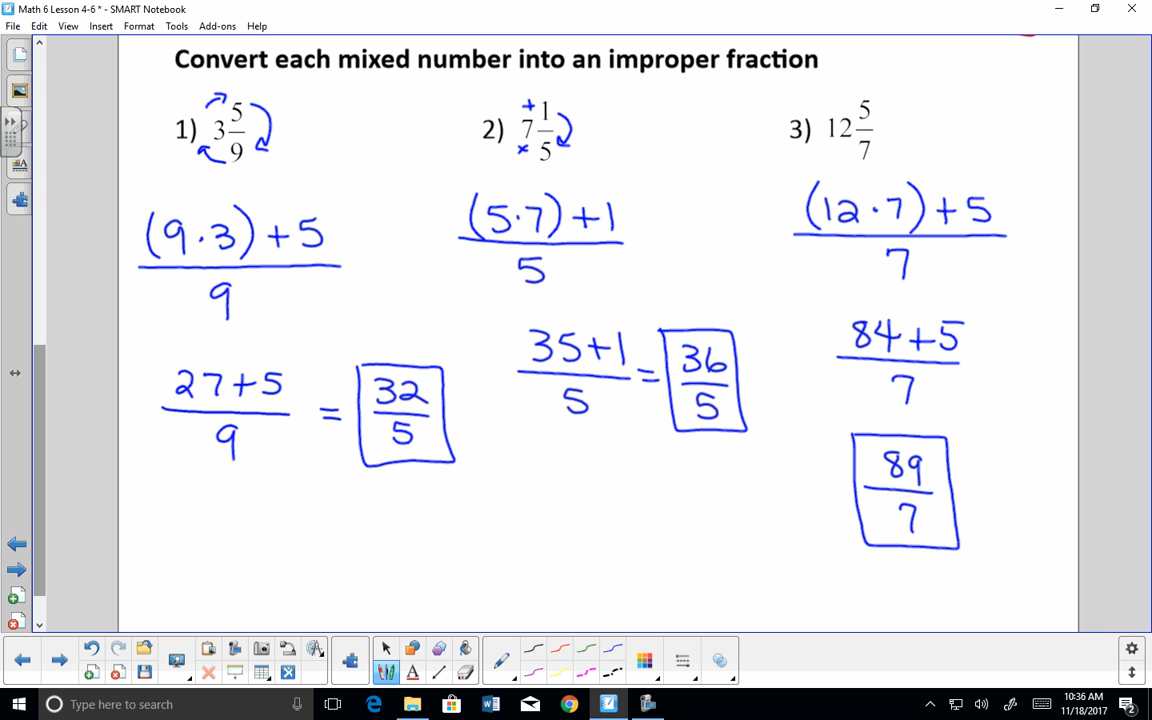 Math 6 Lesson 4-6 * - SMART Notebook
File Edit View Insert Format Tools Add-ons Help
Convert each mixed number into an improper fraction
1) 3 5/9
2) 7 1/5
+
×
3) 12 5/7
(9·3)+5
9
27+5
9
= 32/5
(5·7)+1
5
35+1
5
= 36/5
(12·7)+5
7
84+5
7
89
7
Type here to search
10:36 AM
11/18/2017
2